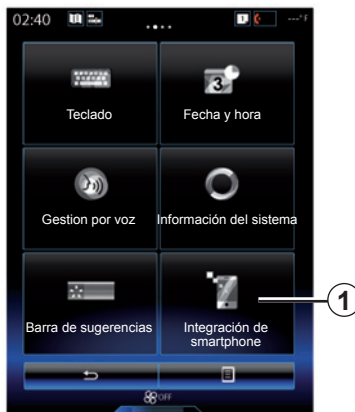 02:40
---°F
Teclado
3
Fecha y hora
Gestion por voz
Información del sistema
Barra de sugerencias
Integración de
smartphone
1
OFF